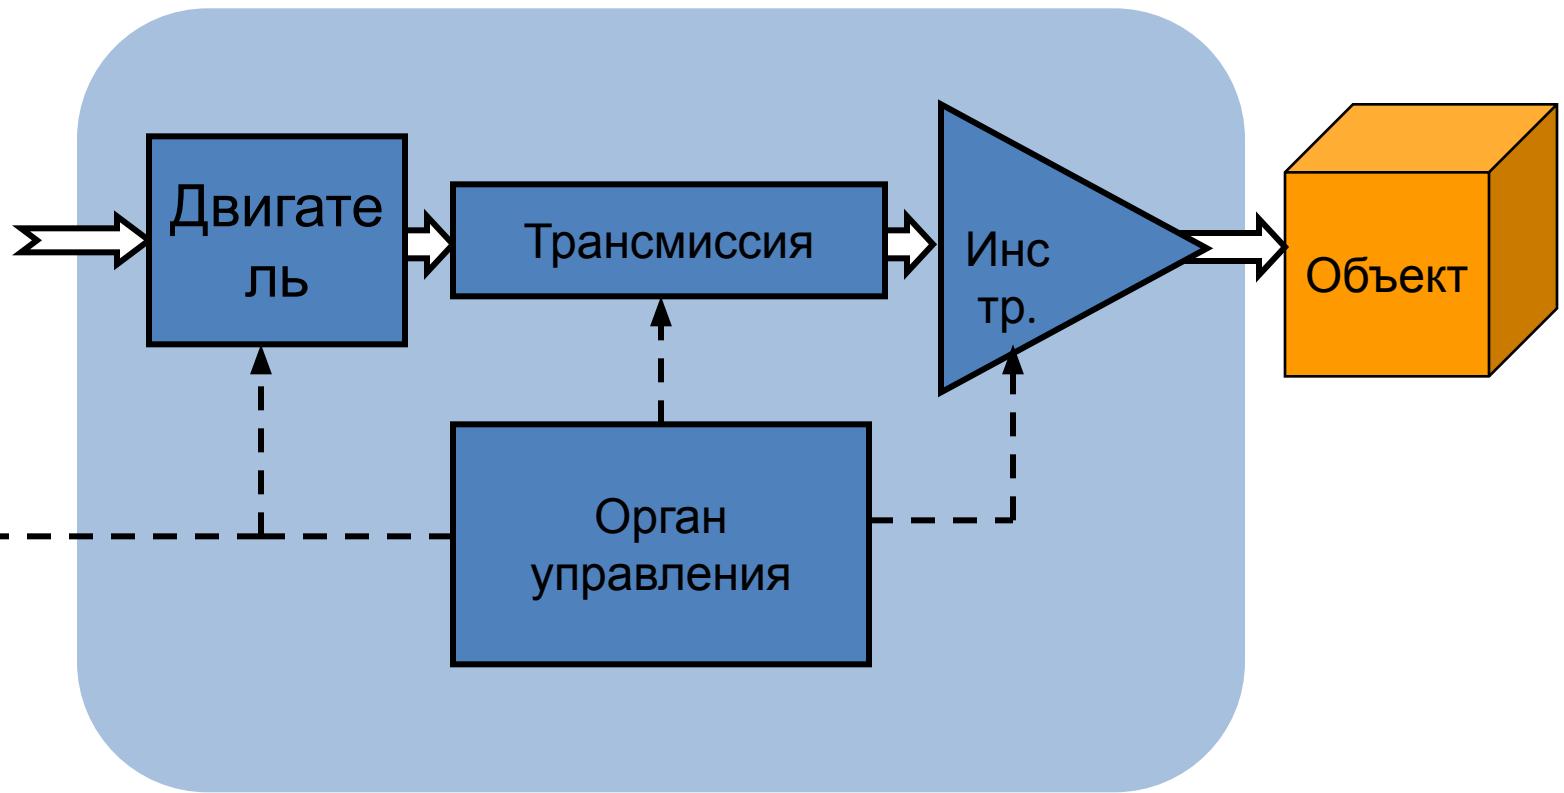 Двигате
ль
Трансмиссия
Инс
тр.
Объект
Орган
управления